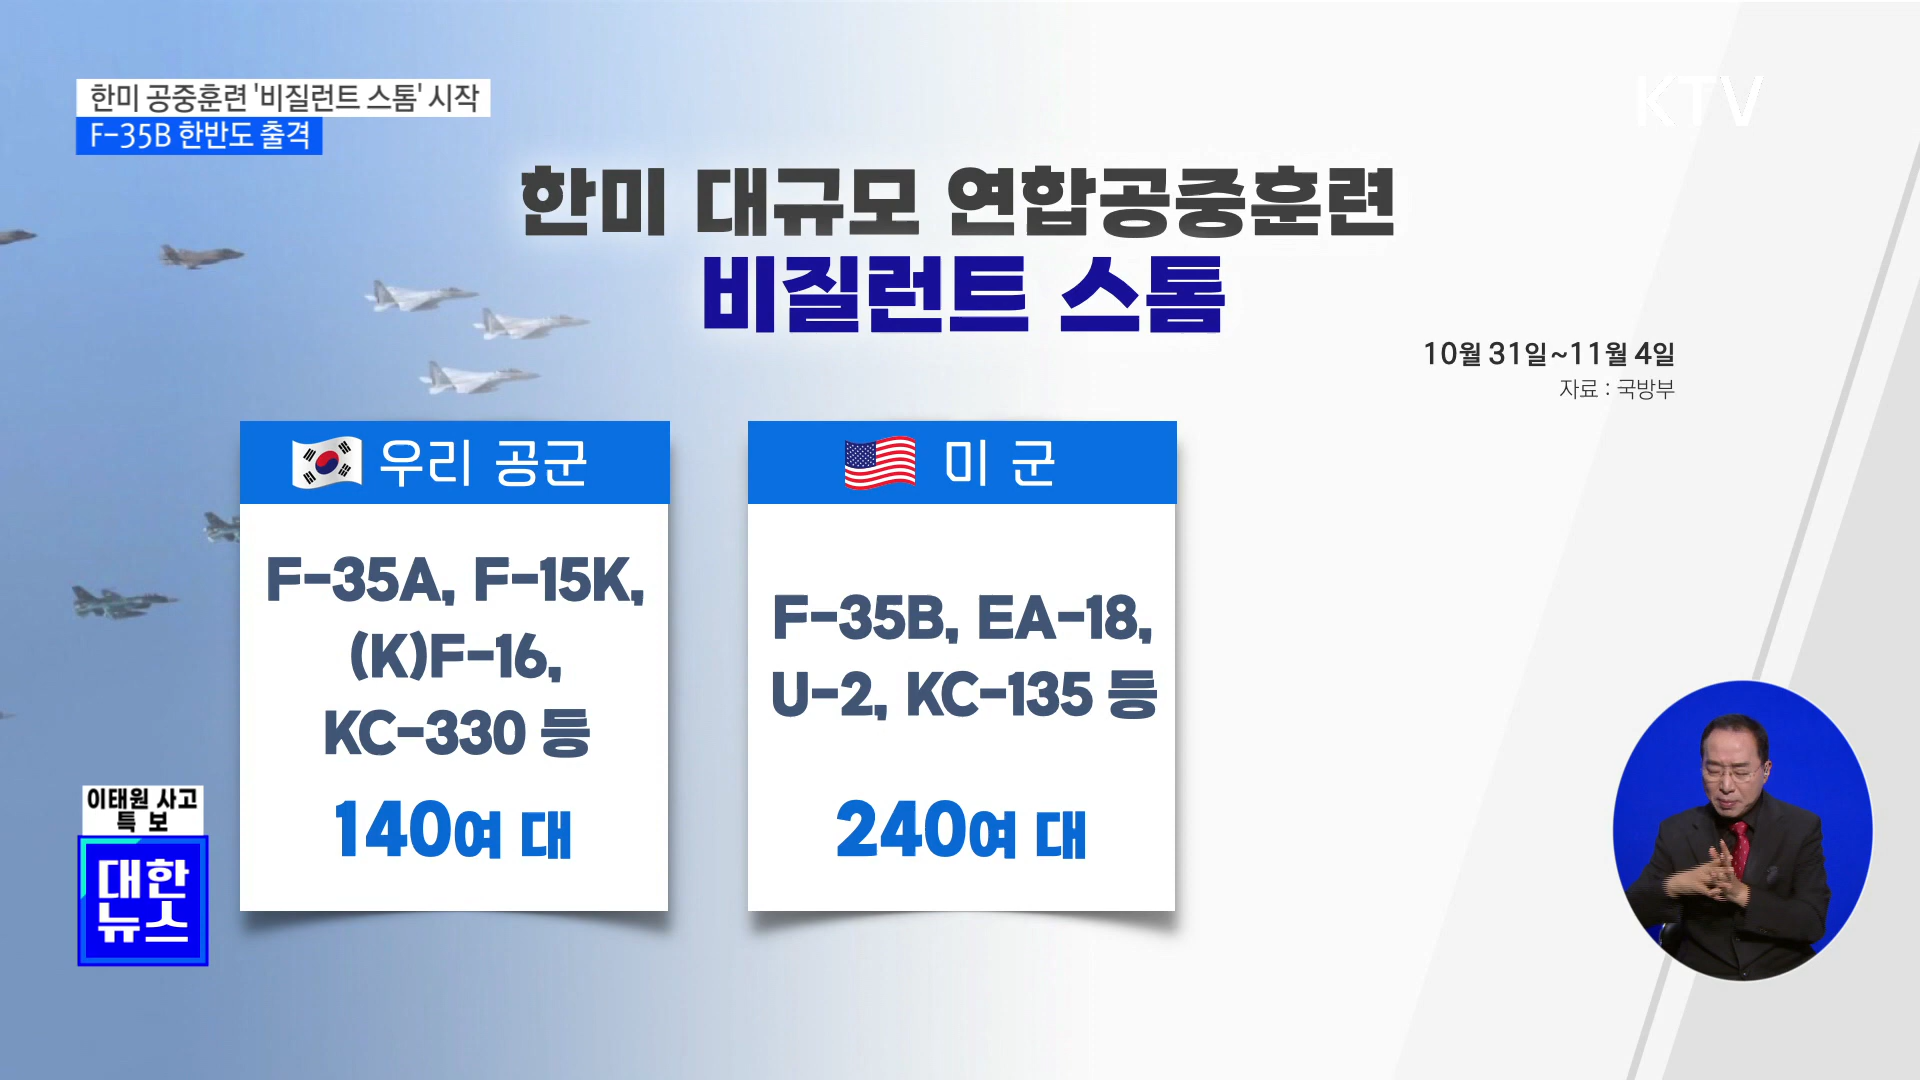 한미 공중훈련 '비질런트 스톰' 시작
F-35B 한반도 출격
KTV
한미 대규모 연합공중훈련
비질런트 스톰
10월 31일~11월 4일
자료 : 국방부
우리 공군
F-35A, F-15K,
(K)F-16,
KC-330 등
140여 대
미 군
F-35B, EA-18,
U-2, KC-135 등
240여 대
이태원 사고
특 보
대한
뉴스